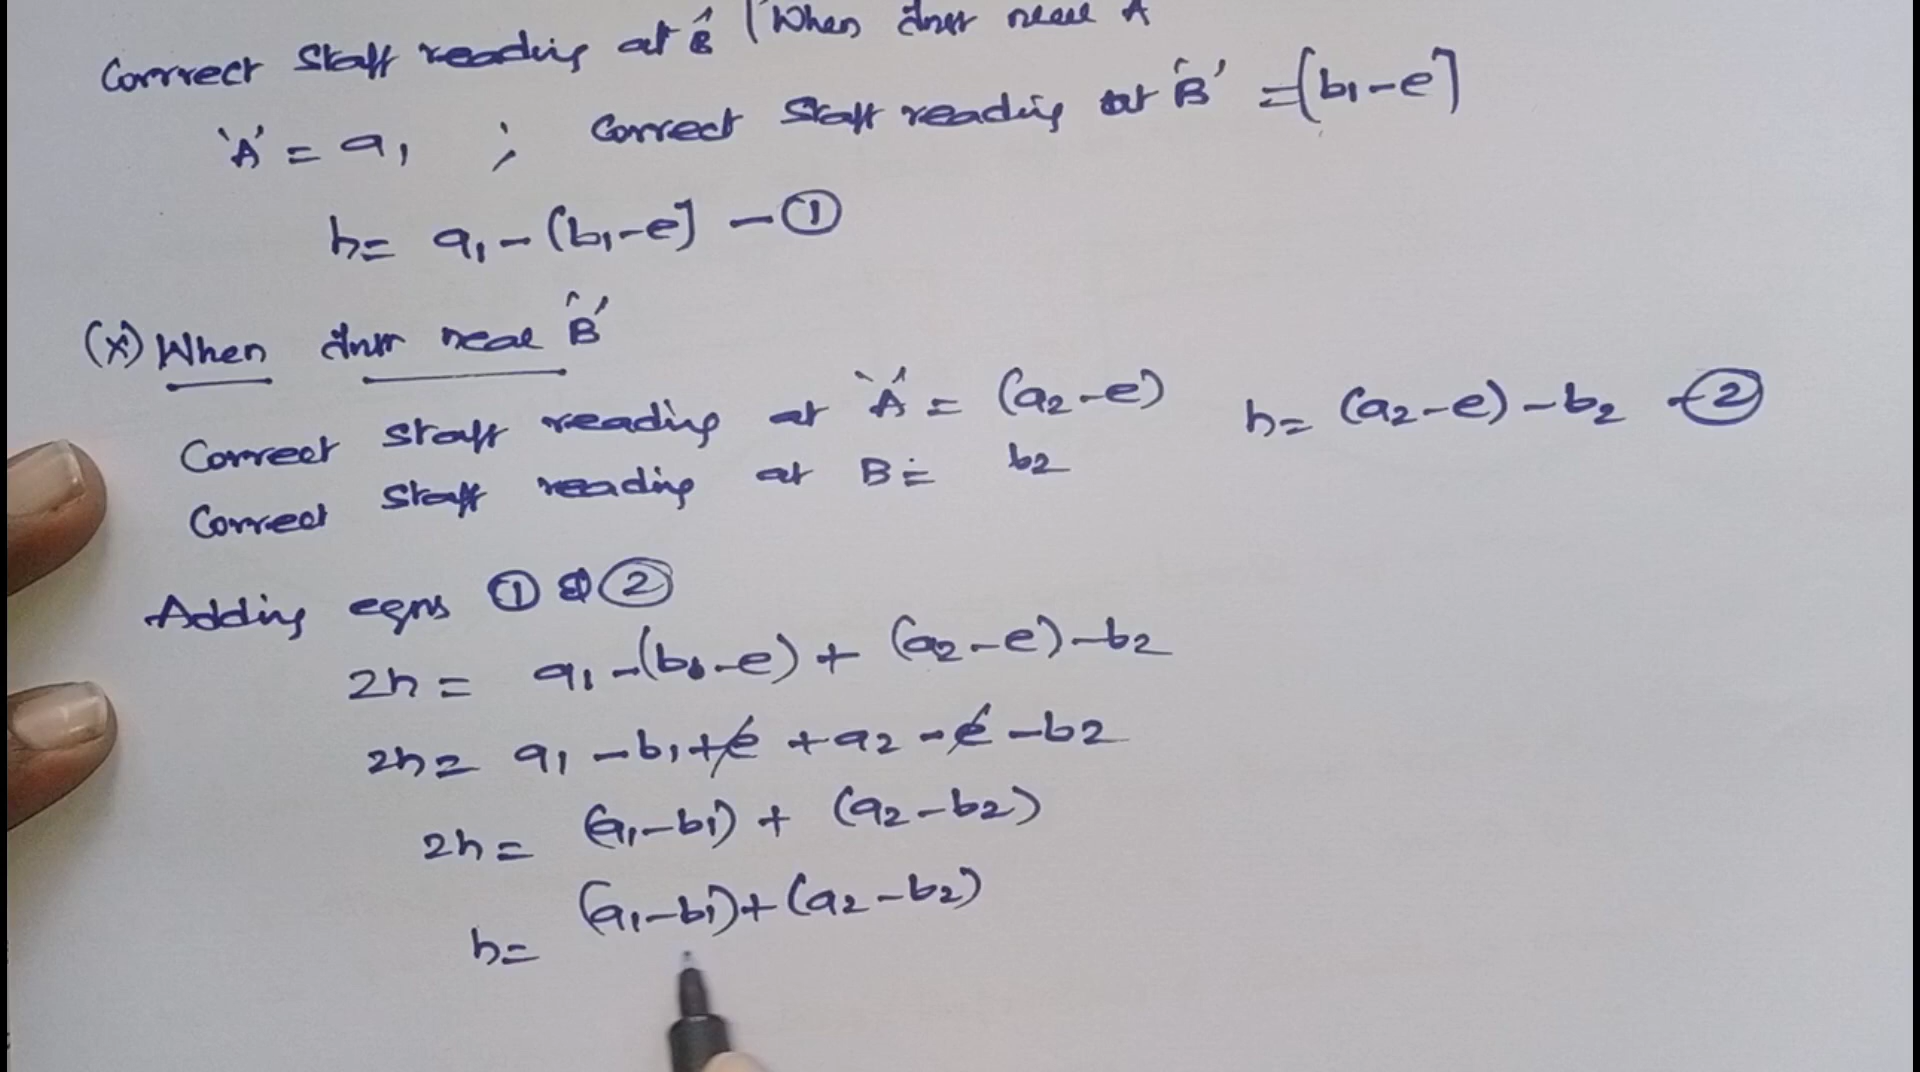 Correct staff reading at 'B' (When Inst near A
'A' = a1 ; Correct staff reading at 'B' = (b1-e]
h= a1-(b1-e] -①
(x) When Inst near 'B'
Correct staff reading at 'A' = (a2-e) h= (a2-e)-b2 -②
Correct staff reading at B= b2
Adding eqns ① & ②
2h = a1-(b1-e)+(a2-e)-b2
2h= a1-b1+e+a2-e-b2
2h= (a1-b1)+(a2-b2)
h= (a1-b1)+(a2-b2)